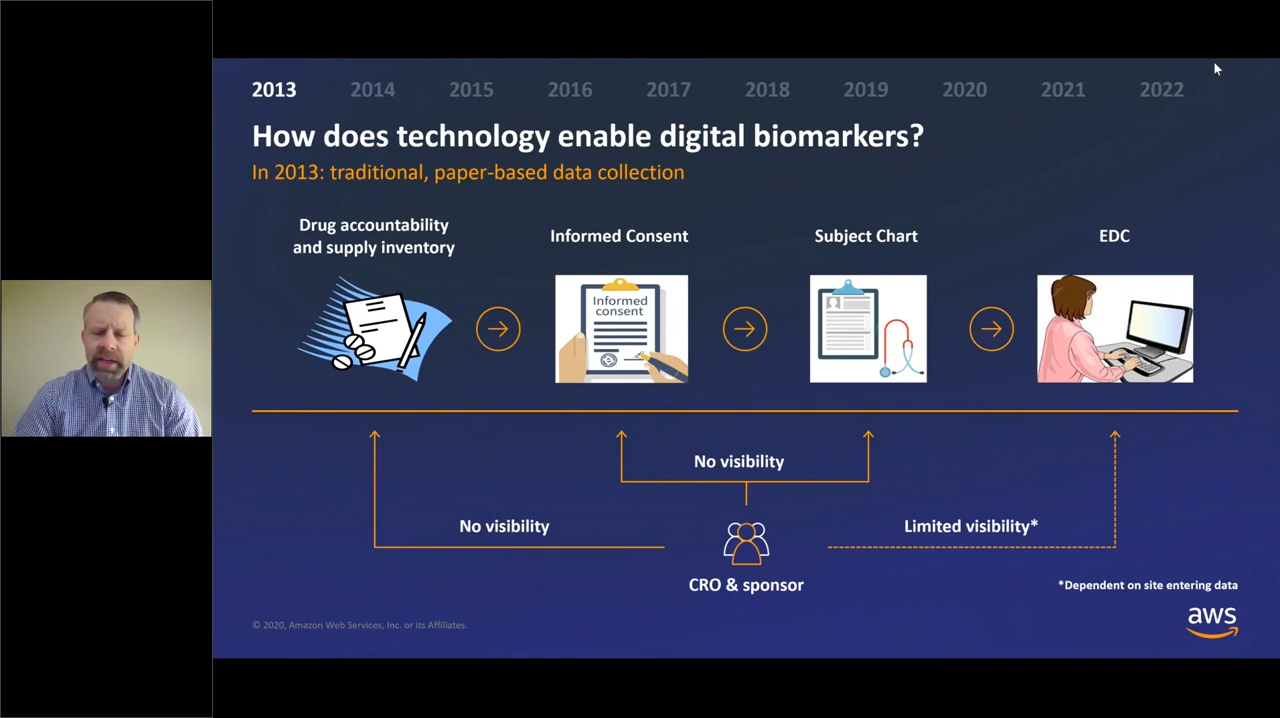 2013 2014 2015 2016 2017 2018 2019 2020 2021 2022
How does technology enable digital biomarkers?
In 2013: traditional, paper-based data collection
Drug accountability
and supply inventory
Informed Consent
Subject Chart
EDC
Informed
consent
No visibility
No visibility
Limited visibility*
CRO & sponsor
*Dependent on site entering data
© 2020, Amazon Web Services, Inc. or its Affiliates.
aws